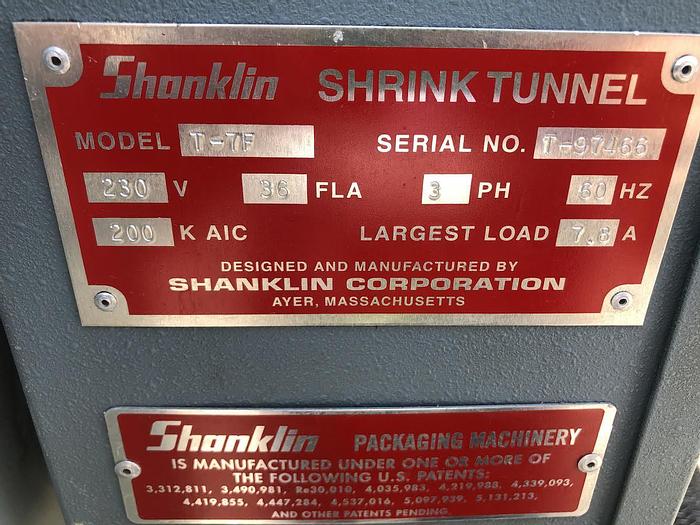 Shanklin SHRINK TUNNEL
MODEL T-7F SERIAL NO. T-97466
230 V 36 FLA 3 PH 60 HZ
200 K AIC LARGEST LOAD 7.8 A
DESIGNED AND MANUFACTURED BY
SHANKLIN CORPORATION
AYER, MASSACHUSETTS
Shanklin PACKAGING MACHINERY
IS MANUFACTURED UNDER ONE OR MORE OF
THE FOLLOWING U.S. PATENTS:
3,312,811, 3,490,981, Re30,010, 4,035,983, 4,219,988, 4,339,093,
4,419,855, 4,447,284, 4,537,016, 5,097,939, 5,131,213,
AND OTHER PATENTS PENDING.